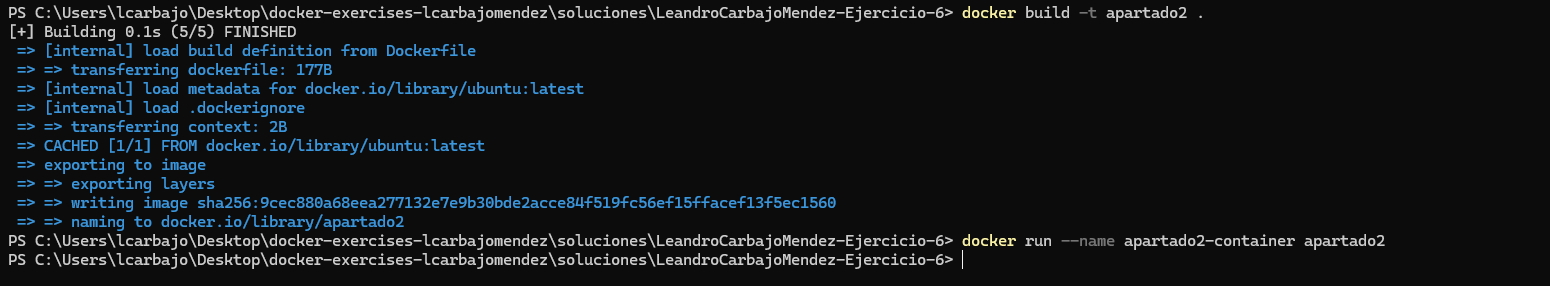 PS C:\Users\lcarbajo\Desktop\docker-exercises-lcarbajomendez\soluciones\LeandroCarbajoMendez-Ejercicio-6> docker build -t apartado2 .
[+] Building 0.1s (5/5) FINISHED
=> [internal] load build definition from Dockerfile
=> => transferring dockerfile: 177B
=> [internal] load metadata for docker.io/library/ubuntu:latest
=> [internal] load .dockerignore
=> => transferring context: 2B
=> CACHED [1/1] FROM docker.io/library/ubuntu:latest
=> exporting to image
=> => exporting layers
=> => writing image sha256:9cec880a68eea277132e7e9b30bde2acce84f519fc56ef15ffacef13f5ec1560
=> => naming to docker.io/library/apartado2
PS C:\Users\lcarbajo\Desktop\docker-exercises-lcarbajomendez\soluciones\LeandroCarbajoMendez-Ejercicio-6> docker run --name apartado2-container apartado2
PS C:\Users\lcarbajo\Desktop\docker-exercises-lcarbajomendez\soluciones\LeandroCarbajoMendez-Ejercicio-6>